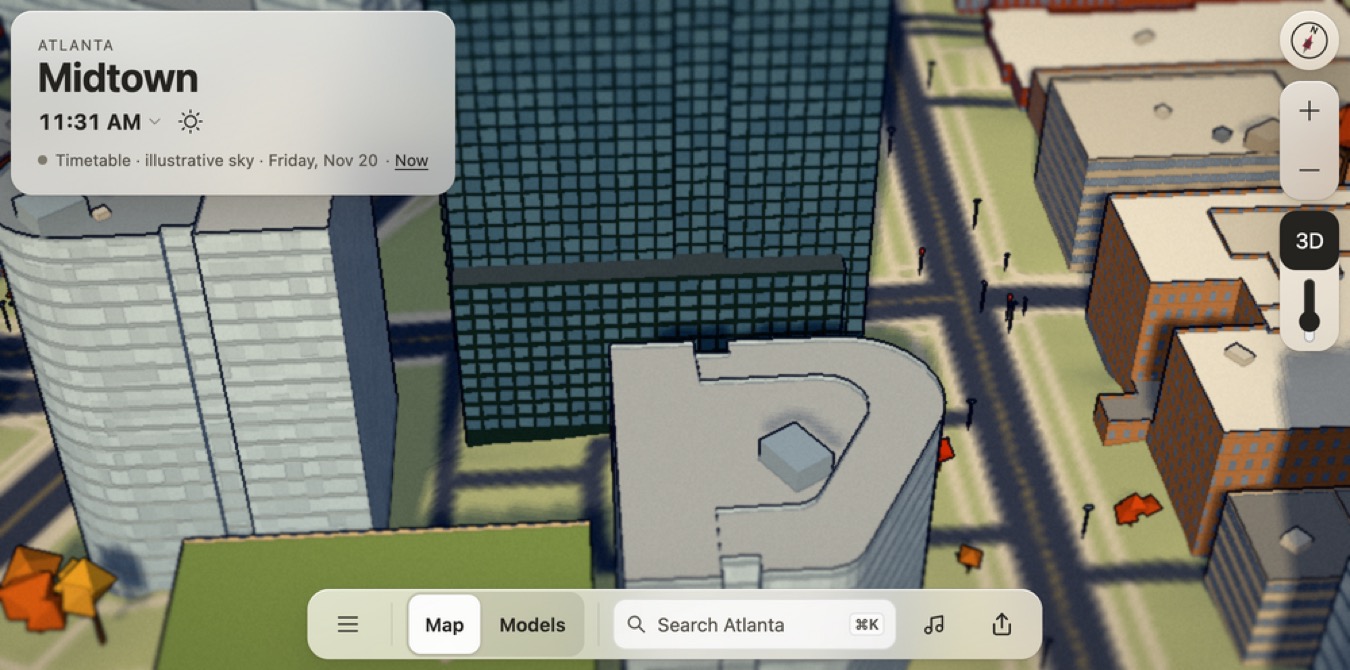 ATLANTA
Midtown
11:31 AM
Timetable · illustrative sky · Friday, Nov 20 · Now
N
3D
Map Models Search Atlanta ⌘K